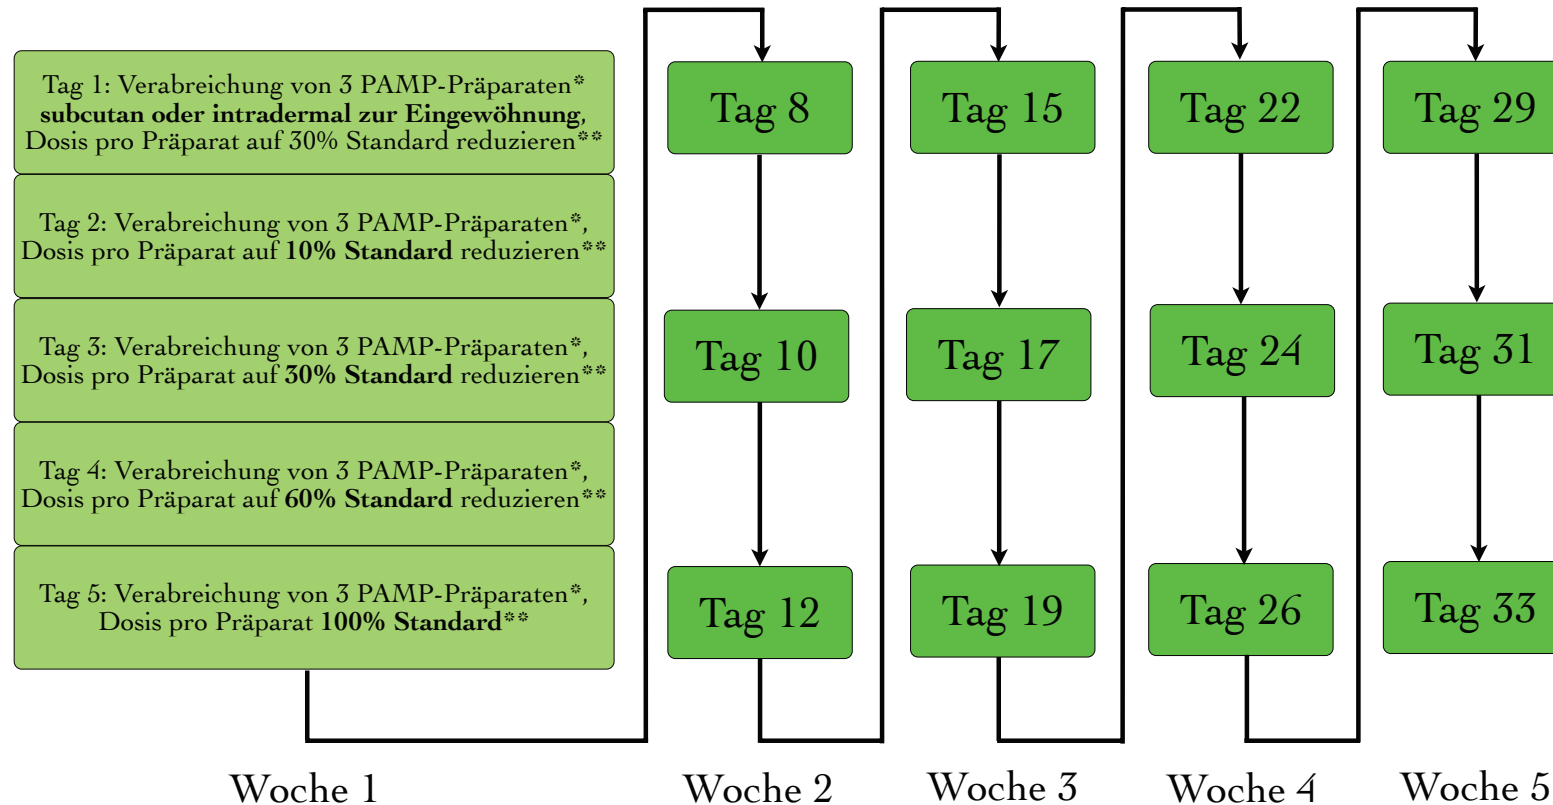 Tag 1: Verabreichung von 3 PAMP-Präparaten*
subcutan oder intradermal zur Eingewöhnung,
Dosis pro Präparat auf 30% Standard reduzieren**
Tag 2: Verabreichung von 3 PAMP-Präparaten*,
Dosis pro Präparat auf 10% Standard reduzieren**
Tag 3: Verabreichung von 3 PAMP-Präparaten*,
Dosis pro Präparat auf 30% Standard reduzieren**
Tag 4: Verabreichung von 3 PAMP-Präparaten*,
Dosis pro Präparat auf 60% Standard reduzieren**
Tag 5: Verabreichung von 3 PAMP-Präparaten*,
Dosis pro Präparat 100% Standard**
Woche 1
Tag 8
Tag 10
Tag 12
Woche 2
Tag 15
Tag 17
Tag 19
Woche 3
Tag 22
Tag 24
Tag 26
Woche 4
Tag 29
Tag 31
Tag 33
Woche 5